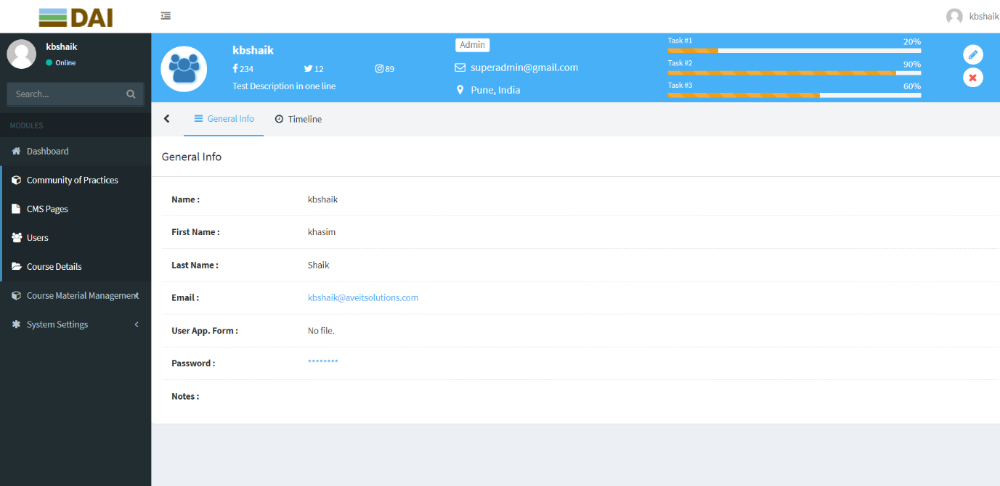 DAI
kbshaik
kbshaik
Online
Search...
MODULES
Dashboard
Community of Practices
CMS Pages
Users
Course Details
Course Material Management
System Settings
kbshaik
234 12 89
Test Description in one line
Admin
superadmin@gmail.com
Pune, India
Task #1 20%
Task #2 90%
Task #3 60%
General Info Timeline
General Info
Name : kbshaik
First Name : khasim
Last Name : Shaik
Email : kbshaik@aveitsolutions.com
User App. Form : No file.
Password : ********
Notes :